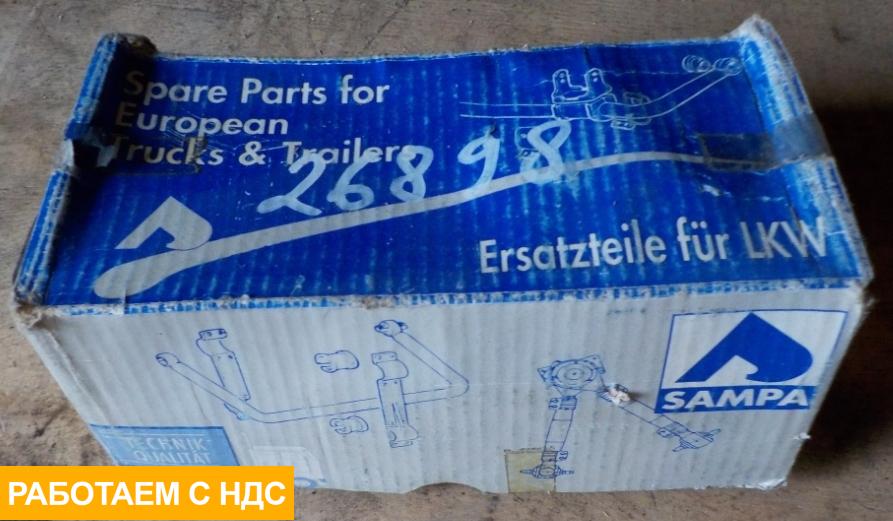 Spare Parts for
European
Trucks & Trailers
26898
Ersatzteile für LKW
SAMPA
TECHNIK
QUALITÄT
РАБОТАЕМ С НДС